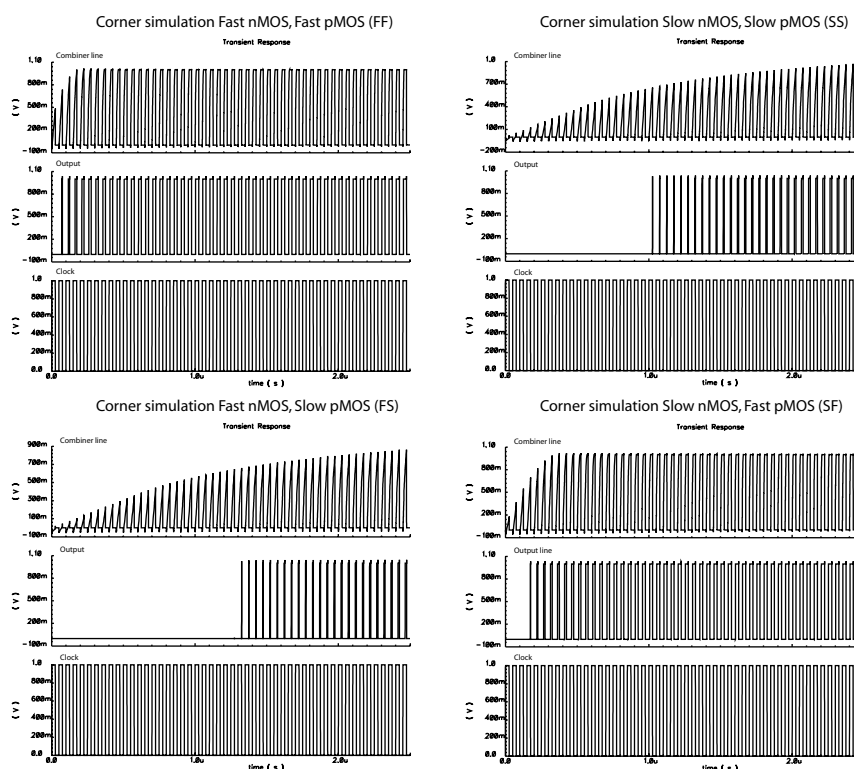 Corner simulation Fast nMOS, Fast pMOS (FF)
Transient Response
Combiner line
1.10
800m
500m
200m
-100m
( V )
Output
1.10
800m
500m
200m
-100m
( V )
Clock
1.0
800m
600m
400m
200m
0.0
( V )
0.0
1.0u
2.0u
time ( s )
Corner simulation Slow nMOS, Slow pMOS (SS)
Transient Response
Combiner line
1.0
700m
400m
100m
-200m
( V )
Output
1.10
800m
500m
200m
-100m
( V )
Clock
1.0
800m
600m
400m
200m
0.0
( V )
0.0
1.0u
2.0u
time ( s )
Corner simulation Fast nMOS, Slow pMOS (FS)
Transient Response
Combiner line
900m
700m
500m
300m
100m
-100m
( V )
Output
1.10
800m
500m
200m
-100m
( V )
Clock
1.0
800m
600m
400m
200m
0.0
( V )
0.0
1.0u
2.0u
time ( s )
Corner simulation Slow nMOS, Fast pMOS (SF)
Transient Response
Combiner line
1.10
800m
500m
200m
-100m
( V )
Output line
1.10
800m
500m
200m
-100m
( V )
Clock
1.0
800m
600m
400m
200m
0.0
( V )
0.0
1.0u
2.0u
time ( s )